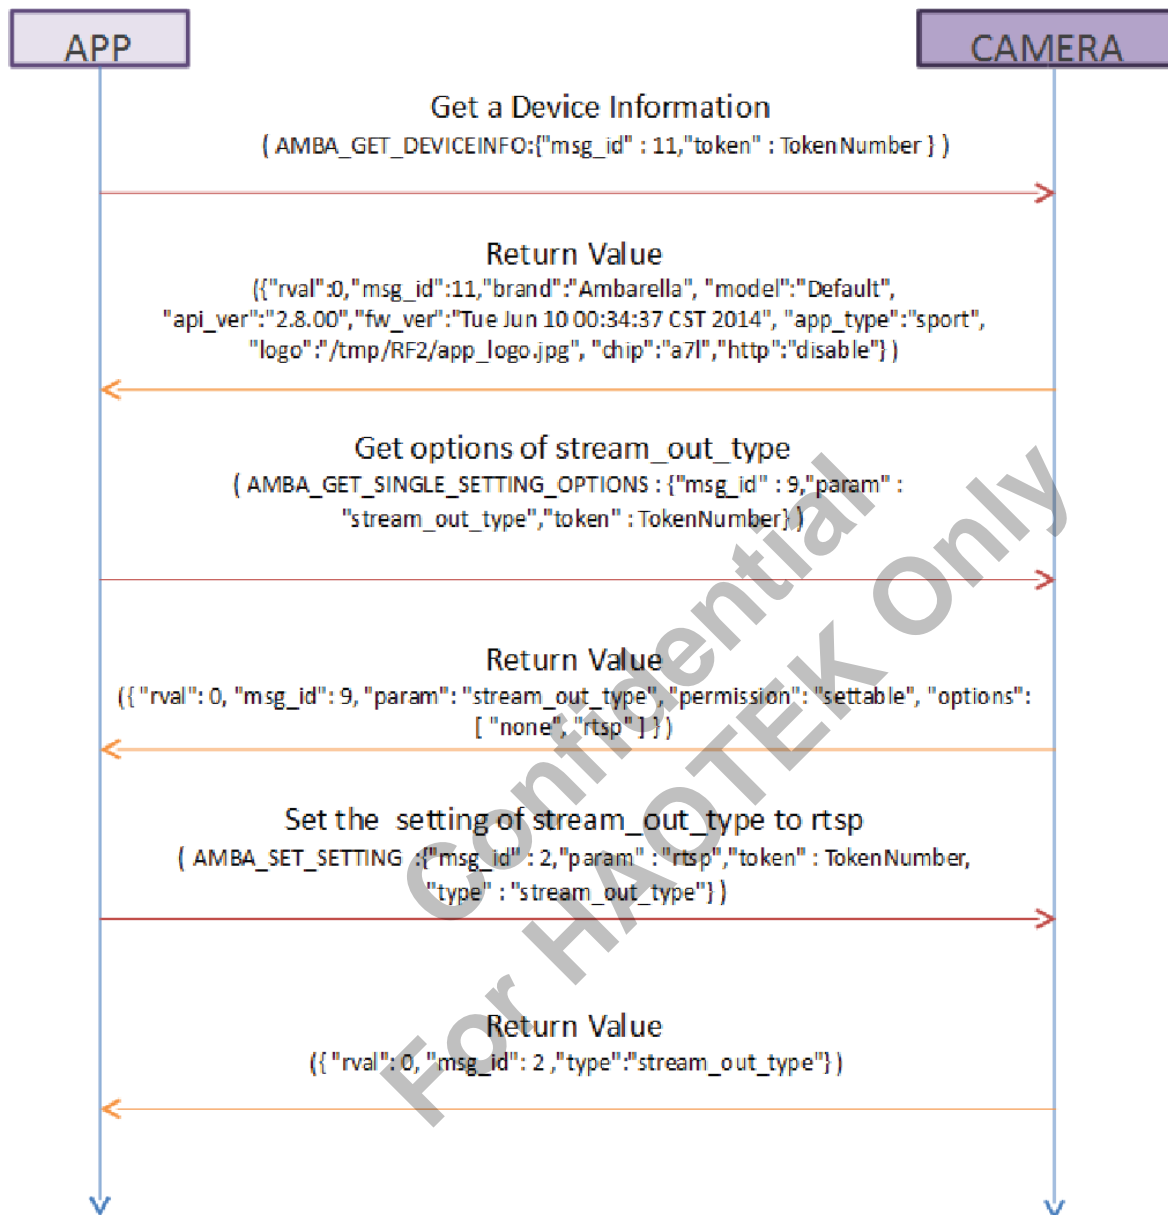 APP
CAMERA
Get a Device Information
( AMBA_GET_DEVICEINFO:{"msg_id" : 11,"token" : TokenNumber } )
Return Value
({"rval":0,"msg_id":11,"brand":"Ambarella", "model":"Default",
"api_ver":"2.8.00","fw_ver":"Tue Jun 10 00:34:37 CST 2014", "app_type":"sport",
"logo":"/tmp/RF2/app_logo.jpg", "chip":"a7l","http":"disable"} )
Get options of stream_out_type
( AMBA_GET_SINGLE_SETTING_OPTIONS : {"msg_id" : 9,"param" :
"stream_out_type","token" : TokenNumber} )
Return Value
({ "rval": 0, "msg_id": 9, "param": "stream_out_type", "permission": "settable", "options":
[ "none", "rtsp" ] } )
Set the setting of stream_out_type to rtsp
( AMBA_SET_SETTING :{"msg_id" : 2,"param" : "rtsp","token" : TokenNumber,
"type" : "stream_out_type"} )
Return Value
({ "rval": 0, "msg_id": 2 ,"type":"stream_out_type"} )
Confidential
For HAOTEK Only